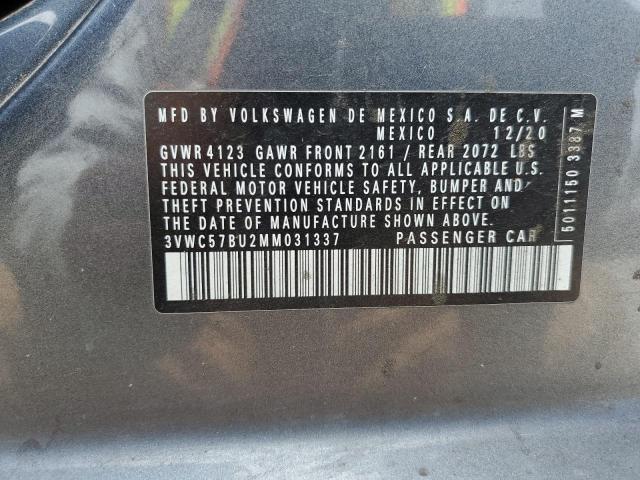 MFD BY VOLKSWAGEN DE MEXICO S.A. DE C.V.
MEXICO 12/20
GVWR 4123 GAWR FRONT 2161 / REAR 2072 LBS
THIS VEHICLE CONFORMS TO ALL APPLICABLE U.S.
FEDERAL MOTOR VEHICLE SAFETY, BUMPER AND
THEFT PREVENTION STANDARDS IN EFFECT ON
THE DATE OF MANUFACTURE SHOWN ABOVE.
3VWC57BU2MM031337 PASSENGER CAR
5011150 3387 M